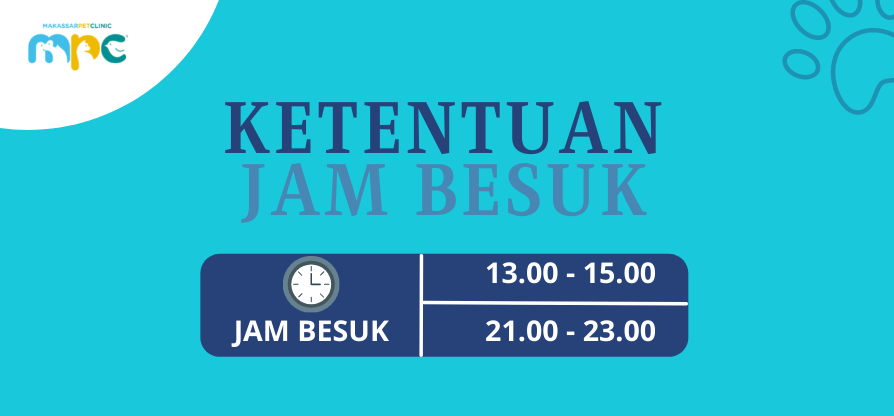 MAKASSARPETCLINIC
mpc
KETENTUAN
JAM BESUK
JAM BESUK
13.00 - 15.00
21.00 - 23.00